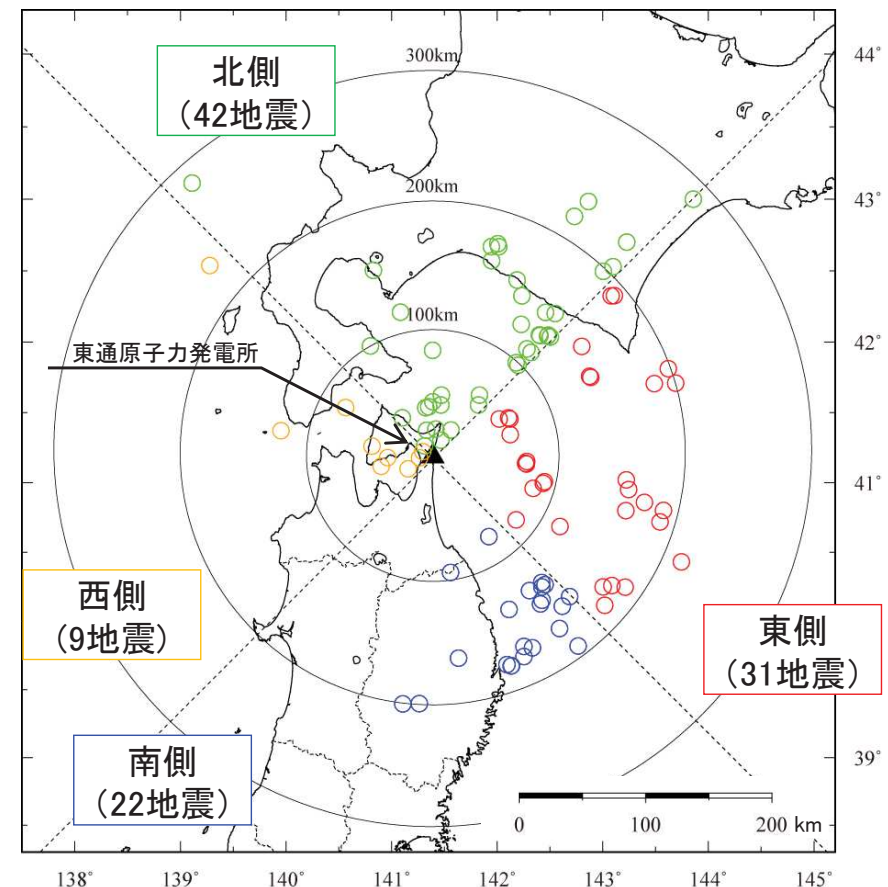 北側
（42地震）
300km
44°
200km
43°
100km
42°
東通原子力発電所
41°
西側
（9地震）
東側
（31地震）
南側
（22地震）
39°
0 100 200 km
138° 139° 140° 141° 142° 143° 144° 145°